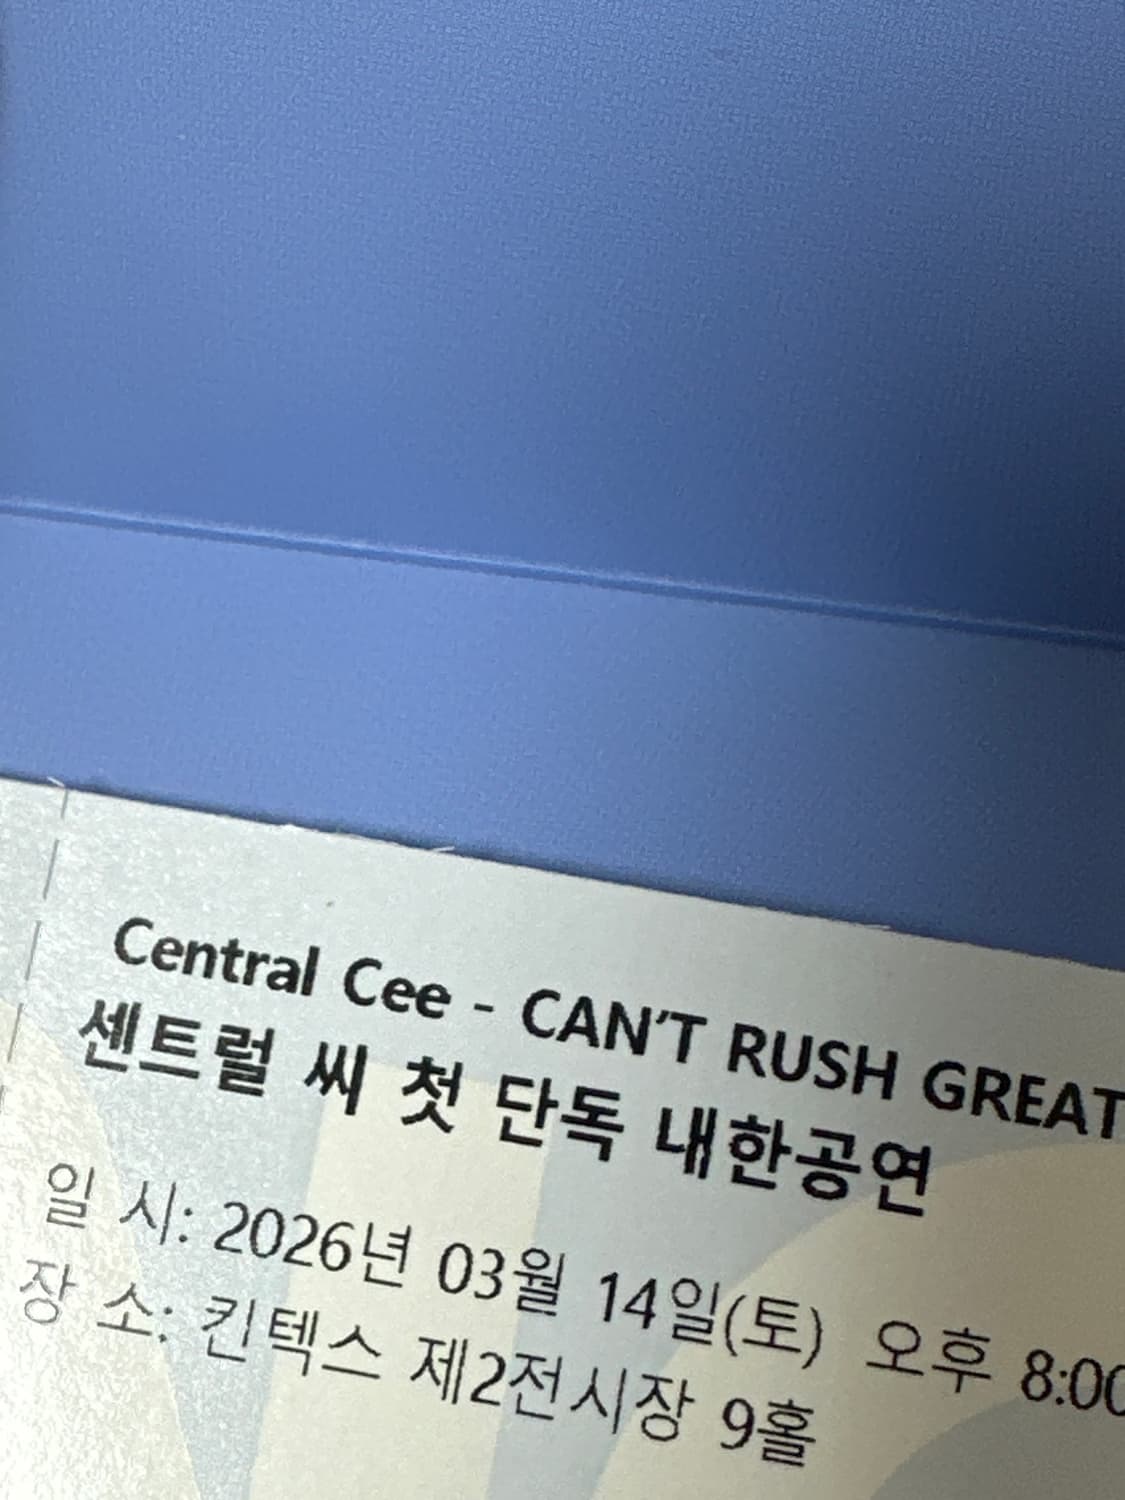 Central Cee - CAN'T RUSH GREAT
센트럴 씨 첫 단독 내한공연
일 시: 2026년 03월 14일(토) 오후 8:00
장 소: 킨텍스 제2전시장 9홀